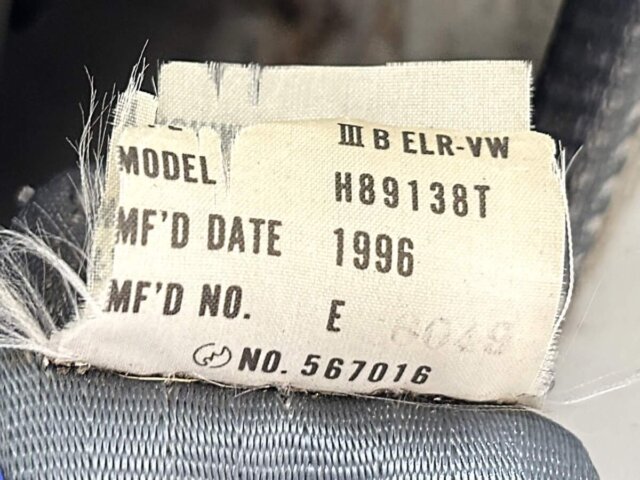 III B ELR-VW
MODEL H89138T
MF'D DATE 1996
MF'D NO. E
NO. 567016